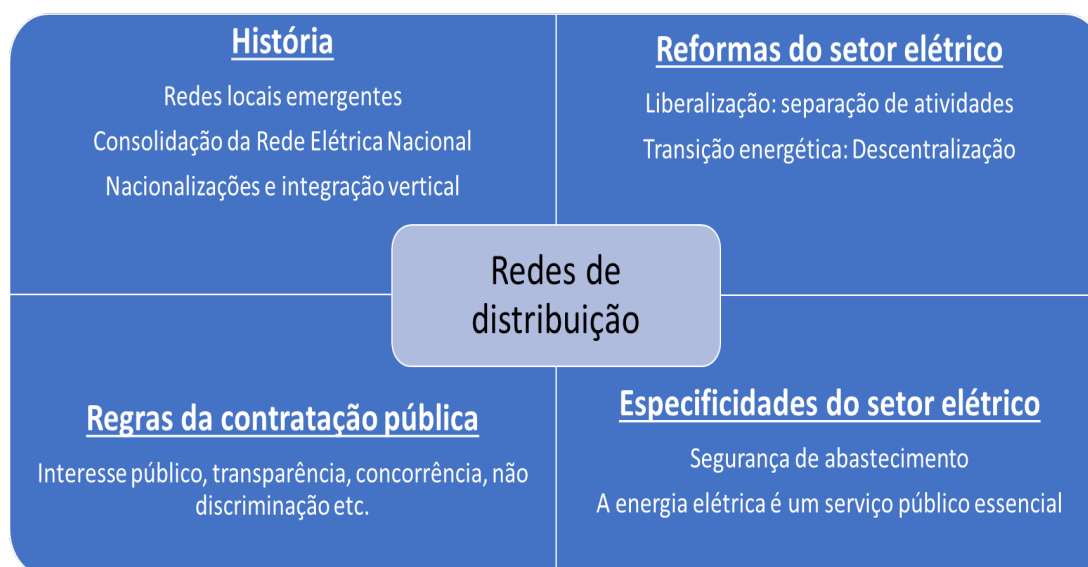 História
Redes locais emergentes
Consolidação da Rede Elétrica Nacional
Nacionalizações e integração vertical
Reformas do setor elétrico
Liberalização: separação de atividades
Transição energética: Descentralização
Redes de
distribuição
Regras da contratação pública
Interesse público, transparência, concorrência, não
discriminação etc.
Especificidades do setor elétrico
Segurança de abastecimento
A energia elétrica é um serviço público essencial